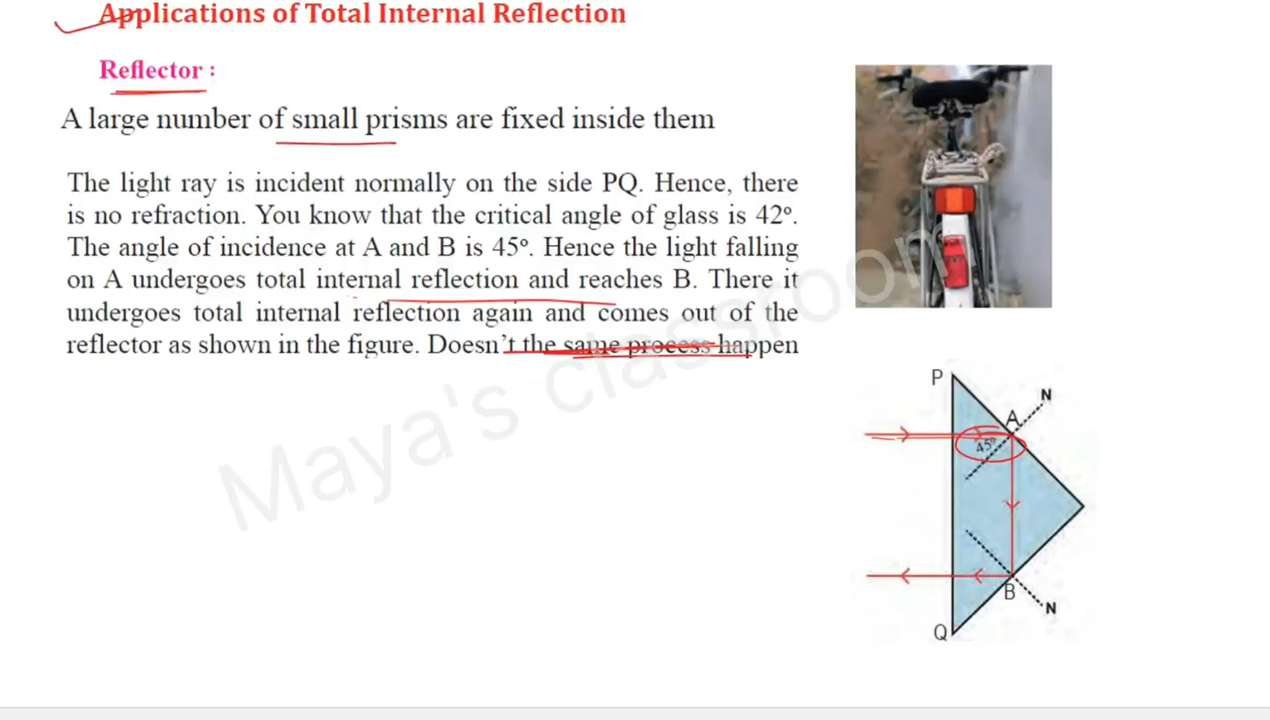 Applications of Total Internal Reflection
Reflector :
A large number of small prisms are fixed inside them
The light ray is incident normally on the side PQ. Hence, there
is no refraction. You know that the critical angle of glass is 42º.
The angle of incidence at A and B is 45º. Hence the light falling
on A undergoes total internal reflection and reaches B. There it
undergoes total internal reflection again and comes out of the
reflector as shown in the figure. Doesn't the same process happen
Maya's classroom
P
N
A
45º
B
N
Q